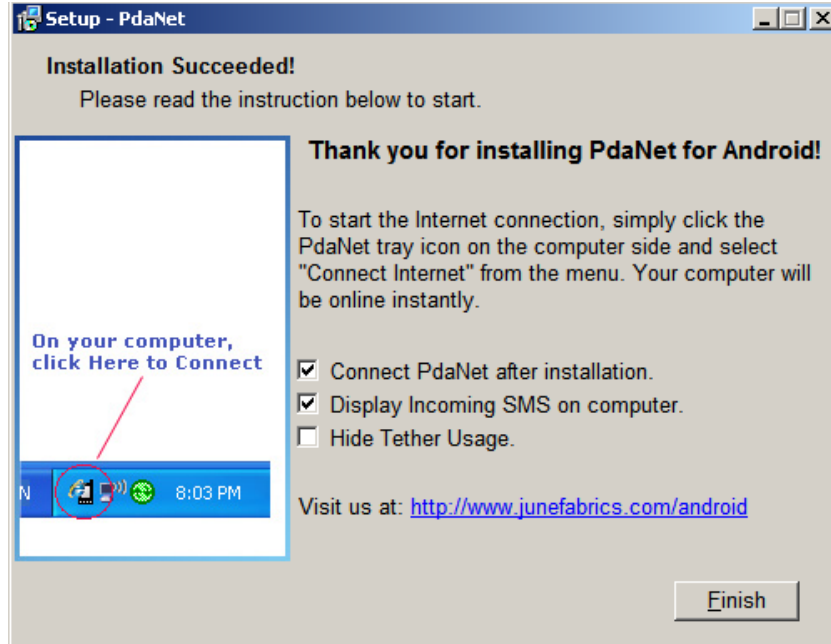 Setup - PdaNet
Installation Succeeded!
Please read the instruction below to start.
Thank you for installing PdaNet for Android!
To start the Internet connection, simply click the
PdaNet tray icon on the computer side and select
"Connect Internet" from the menu. Your computer will
be online instantly.
On your computer,
click Here to Connect
N
8:03 PM
Connect PdaNet after installation.
Display Incoming SMS on computer.
Hide Tether Usage.
Visit us at: http://www.junefabrics.com/android
Finish